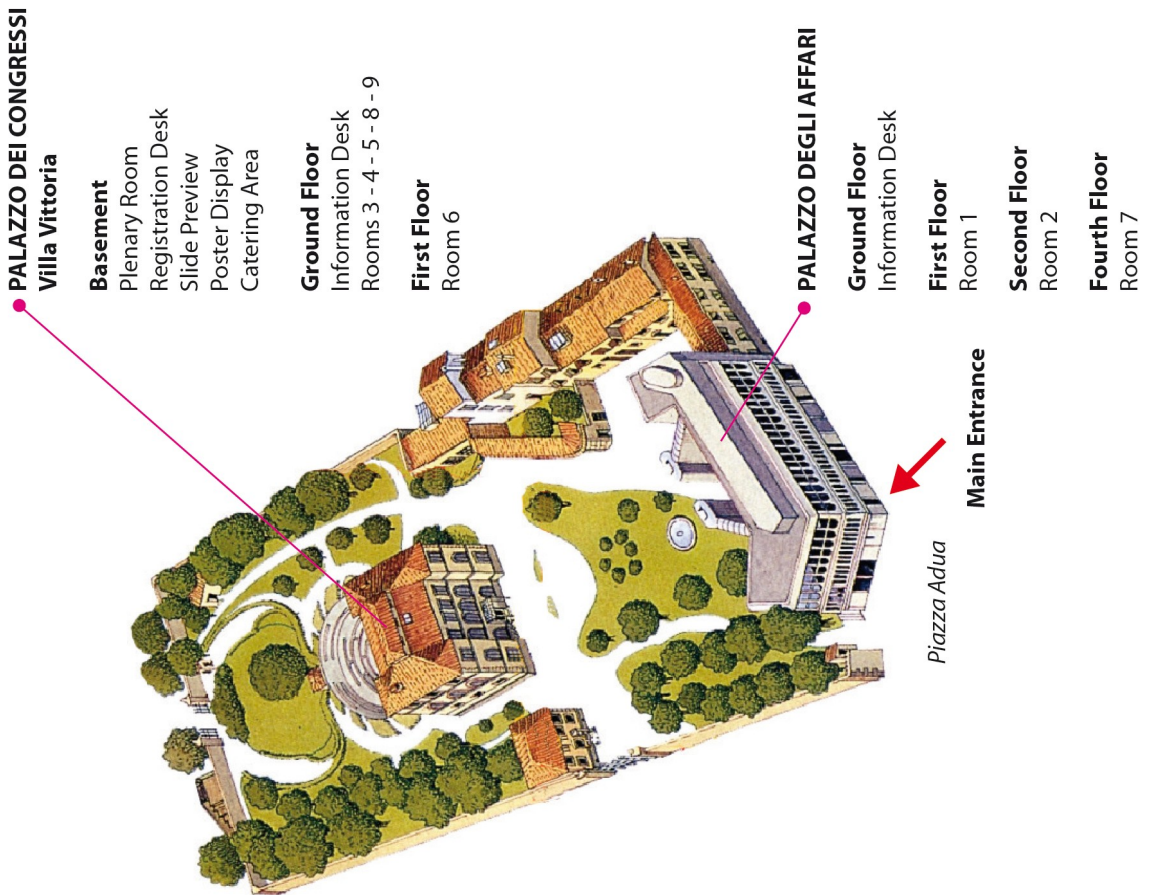 PALAZZO DEI CONGRESSI
Villa Vittoria
Basement
Plenary Room
Registration Desk
Slide Preview
Poster Display
Catering Area
Ground Floor
Information Desk
Rooms 3 - 4 - 5 - 8 - 9
First Floor
Room 6
PALAZZO DEGLI AFFARI
Ground Floor
Information Desk
First Floor
Room 1
Second Floor
Room 2
Fourth Floor
Room 7
Main Entrance
Piazza Adua